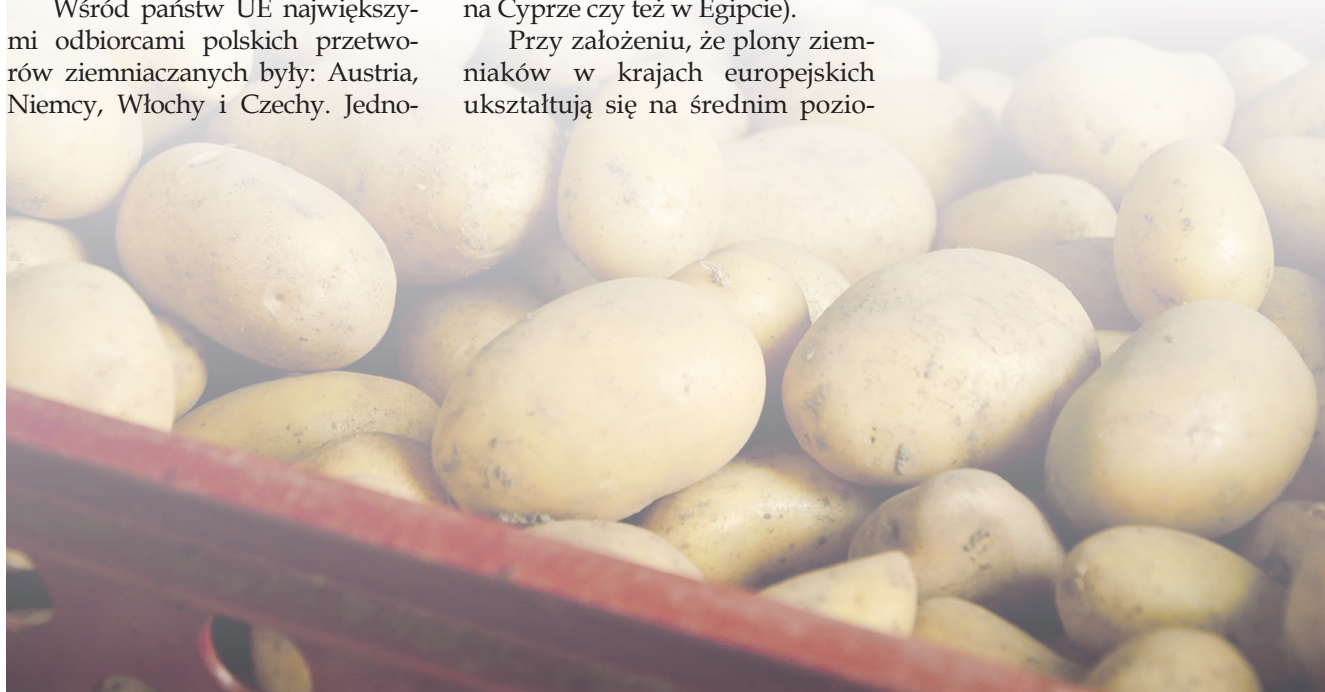 Wśród państw UE największy-
mi odbiorcami polskich przetwo-
rów ziemniaczanych były: Austria,
Niemcy, Włochy i Czechy. Jedno-
na Cyprze czy też w Egipcie).
Przy założeniu, że plony ziem-
niaków w krajach europejskich
ukształtują się na średnim pozio-